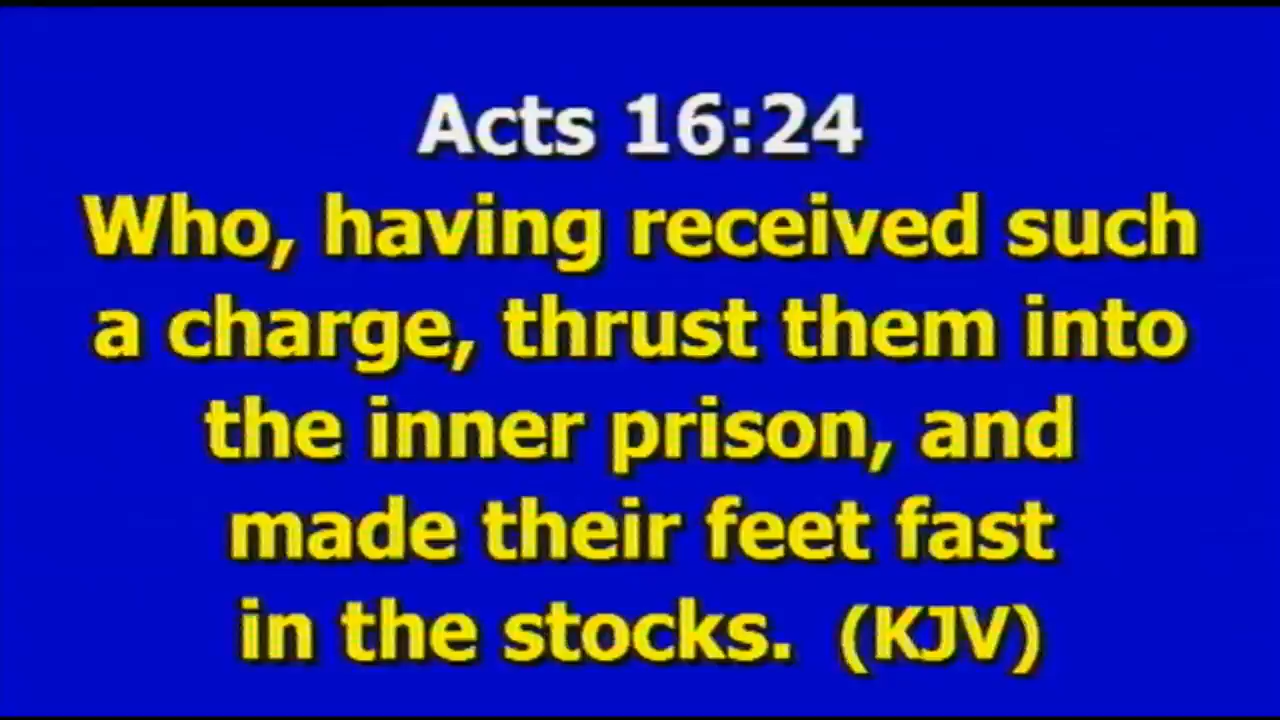 Acts 16:24
Who, having received such
a charge, thrust them into
the inner prison, and
made their feet fast
in the stocks. (KJV)